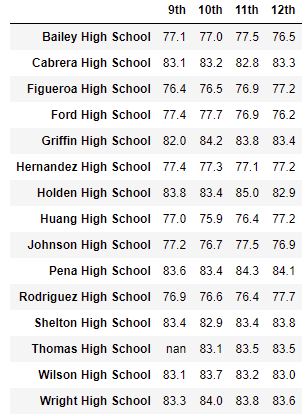 9th 10th 11th 12th
Bailey High School 77.1 77.0 77.5 76.5
Cabrera High School 83.1 83.2 82.8 83.3
Figueroa High School 76.4 76.5 76.9 77.2
Ford High School 77.4 77.7 76.9 76.2
Griffin High School 82.0 84.2 83.8 83.4
Hernandez High School 77.4 77.3 77.1 77.2
Holden High School 83.8 83.4 85.0 82.9
Huang High School 77.0 75.9 76.4 77.2
Johnson High School 77.2 76.7 77.5 76.9
Pena High School 83.6 83.4 84.3 84.1
Rodriguez High School 76.9 76.6 76.4 77.7
Shelton High School 83.4 82.9 83.4 83.8
Thomas High School nan 83.1 83.5 83.5
Wilson High School 83.1 83.7 83.2 83.0
Wright High School 83.3 84.0 83.8 83.6